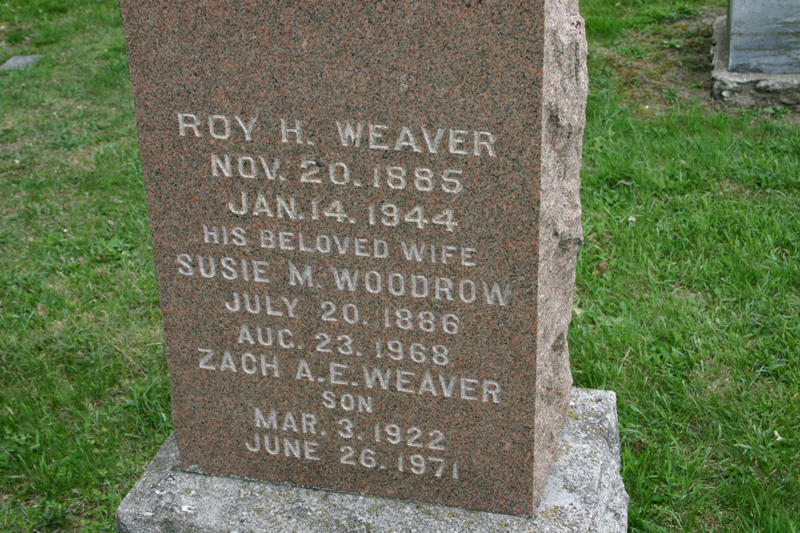 ROY H. WEAVER
NOV. 20. 1885
JAN. 14. 1944
HIS BELOVED WIFE
SUSIE M. WOODROW
JULY 20. 1886
AUG. 23. 1968
ZACH A. E. WEAVER
SON
MAR. 3. 1922
JUNE 26. 1971